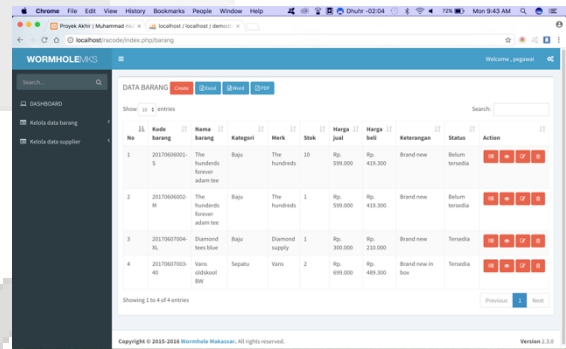 Chrome File Edit View History Bookmarks People Window Help Dhuhr -02:04 72% Mon 9:43 AM
Proyek Akhir | Muhammad localhost / localhost /
localhost/racode/index.php/barang
WORMHOLEMKS Welcome , pegawai
Search...
DASHBOARD
Kelola data barang
Kelola data supplier
DATA BARANG Create Excel Word PDF
Show 10 entries Search:
No Kode barang Nama barang Kategori Merk Stok Harga jual Harga beli Keterangan Status Action
1 20170606001-S The hunderds forever adam tee Baju The hundreds 10 Rp. 599.000 Rp. 419.300 Brand new Belum tersedia
2 20170606002-M The hunderds forever adam tee Baju The hundreds 1 Rp. 599.000 Rp. 419.300 Brand new Belum tersedia
3 20170607004-XL Diamond tees blue Baju Diamond supply 1 Rp. 300.000 Rp. 210.000 Brand new Tersedia
4 20170607003-40 Vans oldskool BW Sepatu Vans 2 Rp. 699.000 Rp. 489.300 Brand new in box Tersedia
Showing 1 to 4 of 4 entries Previous 1 Next
Copyright © 2015-2016 Wormhole Makassar. All rights reserved. Version 2.3.0